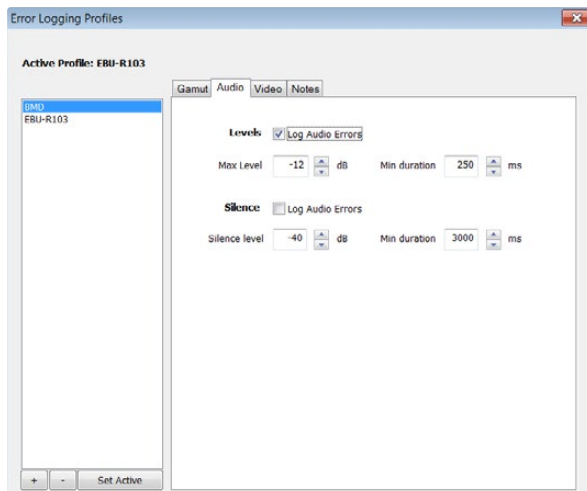 Error Logging Profiles
Active Profile: EBU-R103
Gamut Audio Video Notes
BMD
EBU-R103
Levels Log Audio Errors
Max Level -12 dB Min duration 250 ms
Silence Log Audio Errors
Silence level -40 dB Min duration 3000 ms
+ - Set Active